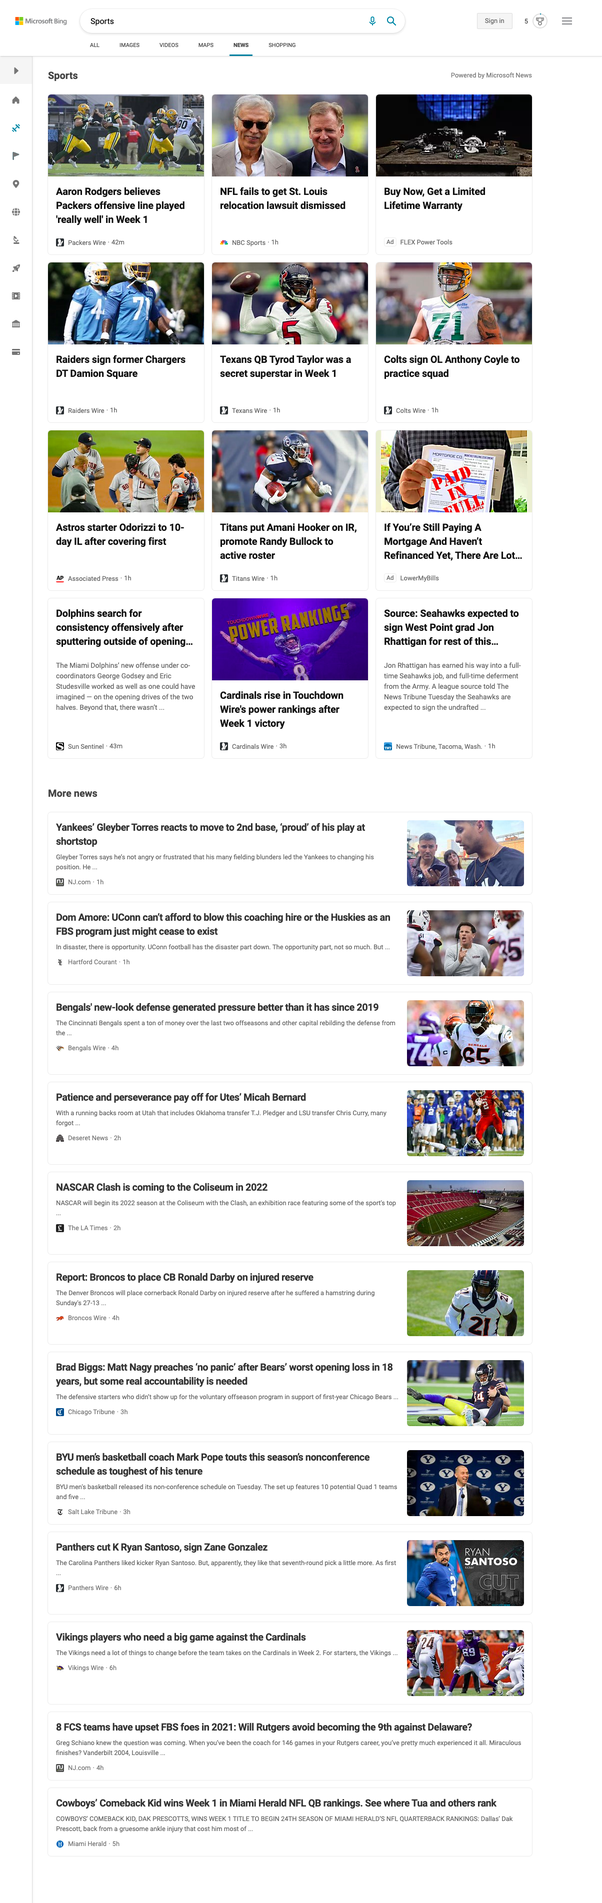 Microsoft Bing
Sports
Sign in
5
ALL
IMAGES
VIDEOS
MAPS
NEWS
SHOPPING
Sports
Powered by Microsoft News
Aaron Rodgers believes
Packers offensive line played
'really well' in Week 1
Packers Wire · 42m
NFL fails to get St. Louis
relocation lawsuit dismissed
NBC Sports · 1h
Buy Now, Get a Limited
Lifetime Warranty
Ad FLEX Power Tools
4
71
Raiders sign former Chargers
DT Damion Square
Raiders Wire · 1h
5
Texans QB Tyrod Taylor was a
secret superstar in Week 1
Texans Wire · 1h
71
Colts sign OL Anthony Coyle to
practice squad
Colts Wire · 1h
Astros starter Odorizzi to 10-
day IL after covering first
AP Associated Press · 1h
Titans put Amani Hooker on IR,
promote Randy Bullock to
active roster
Titans Wire · 1h
MORTGAGE CO.
PAID
IN
FULL
If You're Still Paying A
Mortgage And Haven't
Refinanced Yet, There Are Lot...
Ad LowerMyBills
Dolphins search for
consistency offensively after
sputtering outside of opening...
The Miami Dolphins' new offense under co-
coordinators George Godsey and Eric
Studesville worked as well as one could have
imagined — on the opening drives of the two
halves. Beyond that, there wasn't ...
Sun Sentinel · 43m
TOUCHDOWN WIRE
POWER RANKINGS
8
Cardinals rise in Touchdown
Wire's power rankings after
Week 1 victory
Cardinals Wire · 3h
Source: Seahawks expected to
sign West Point grad Jon
Rhattigan for rest of this...
Jon Rhattigan has earned his way into a full-
time Seahawks job, and full-time deferment
from the Army. A league source told The
News Tribune Tuesday the Seahawks are
expected to sign the undrafted ...
News Tribune, Tacoma, Wash. · 1h
More news
Yankees' Gleyber Torres reacts to move to 2nd base, 'proud' of his play at
shortstop
Gleyber Torres says he's not angry or frustrated that his many fielding blunders led the Yankees to changing his
position. He ...
NJ.com · 1h
Dom Amore: UConn can't afford to blow this coaching hire or the Huskies as an
FBS program just might cease to exist
In disaster, there is opportunity. UConn football has the disaster part down. The opportunity part, not so much. But ...
Hartford Courant · 1h
Bengals' new-look defense generated pressure better than it has since 2019
The Cincinnati Bengals spent a ton of money over the last two offseasons and other capital rebilding the defense from
the ...
Bengals Wire · 4h
74
65
Patience and perseverance pay off for Utes' Micah Bernard
With a running backs room at Utah that includes Oklahoma transfer T.J. Pledger and LSU transfer Chris Curry, many
forgot ...
Deseret News · 2h
NASCAR Clash is coming to the Coliseum in 2022
NASCAR will begin its 2022 season at the Coliseum with the Clash, an exhibition race featuring some of the sport's top
...
The LA Times · 2h
Report: Broncos to place CB Ronald Darby on injured reserve
The Denver Broncos will place cornerback Ronald Darby on injured reserve after he suffered a hamstring during
Sunday's 27-13 ...
Broncos Wire · 4h
21
Brad Biggs: Matt Nagy preaches 'no panic' after Bears' worst opening loss in 18
years, but some real accountability is needed
The defensive starters who didn't show up for the voluntary offseason program in support of first-year Chicago Bears ...
Chicago Tribune · 3h
BYU men's basketball coach Mark Pope touts this season's nonconference
schedule as toughest of his tenure
BYU men's basketball released its non-conference schedule on Tuesday. The set up features 10 potential Quad 1 teams
and five ...
Salt Lake Tribune · 3h
Panthers cut K Ryan Santoso, sign Zane Gonzalez
The Carolina Panthers liked kicker Ryan Santoso. But, apparently, they like that seventh-round pick a little more. As first
...
Panthers Wire · 6h
RYAN
SANTOSO
CUT
Vikings players who need a big game against the Cardinals
The Vikings need a lot of things to change before the team takes on the Cardinals in Week 2. For starters, the Vikings ...
Vikings Wire · 6h
24
69
8 FCS teams have upset FBS foes in 2021: Will Rutgers avoid becoming the 9th against Delaware?
Greg Schiano knew the question was coming. When you've been the coach for 146 games in your Rutgers career, you've pretty much experienced it all. Miraculous
finishes? Vanderbilt 2004, Louisville ...
NJ.com · 4h
Cowboys' Comeback Kid wins Week 1 in Miami Herald NFL QB rankings. See where Tua and others rank
COWBOYS' COMEBACK KID, DAK PRESCOTTS, WINS WEEK 1 TITLE TO BEGIN 24TH SEASON OF MIAMI HERALD'S NFL QUARTERBACK RANKINGS: Dallas' Dak
Prescott, back from a gruesome ankle injury that cost him most of ...
Miami Herald · 5h